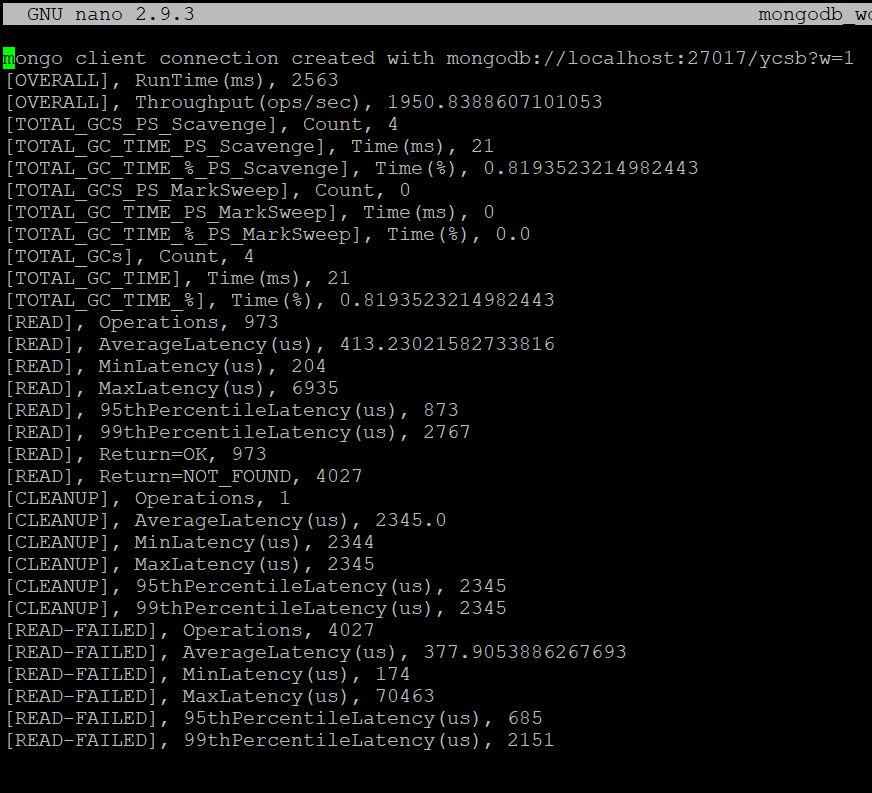 GNU nano 2.9.3 mongodb_wo
mongo client connection created with mongodb://localhost:27017/ycsb?w=1
[OVERALL], RunTime(ms), 2563
[OVERALL], Throughput(ops/sec), 1950.8388607101053
[TOTAL_GCS_PS_Scavenge], Count, 4
[TOTAL_GC_TIME_PS_Scavenge], Time(ms), 21
[TOTAL_GC_TIME_%_PS_Scavenge], Time(%), 0.8193523214982443
[TOTAL_GCS_PS_MarkSweep], Count, 0
[TOTAL_GC_TIME_PS_MarkSweep], Time(ms), 0
[TOTAL_GC_TIME_%_PS_MarkSweep], Time(%), 0.0
[TOTAL_GCs], Count, 4
[TOTAL_GC_TIME], Time(ms), 21
[TOTAL_GC_TIME_%], Time(%), 0.8193523214982443
[READ], Operations, 973
[READ], AverageLatency(us), 413.23021582733816
[READ], MinLatency(us), 204
[READ], MaxLatency(us), 6935
[READ], 95thPercentileLatency(us), 873
[READ], 99thPercentileLatency(us), 2767
[READ], Return=OK, 973
[READ], Return=NOT_FOUND, 4027
[CLEANUP], Operations, 1
[CLEANUP], AverageLatency(us), 2345.0
[CLEANUP], MinLatency(us), 2344
[CLEANUP], MaxLatency(us), 2345
[CLEANUP], 95thPercentileLatency(us), 2345
[CLEANUP], 99thPercentileLatency(us), 2345
[READ-FAILED], Operations, 4027
[READ-FAILED], AverageLatency(us), 377.9053886267693
[READ-FAILED], MinLatency(us), 174
[READ-FAILED], MaxLatency(us), 70463
[READ-FAILED], 95thPercentileLatency(us), 685
[READ-FAILED], 99thPercentileLatency(us), 2151